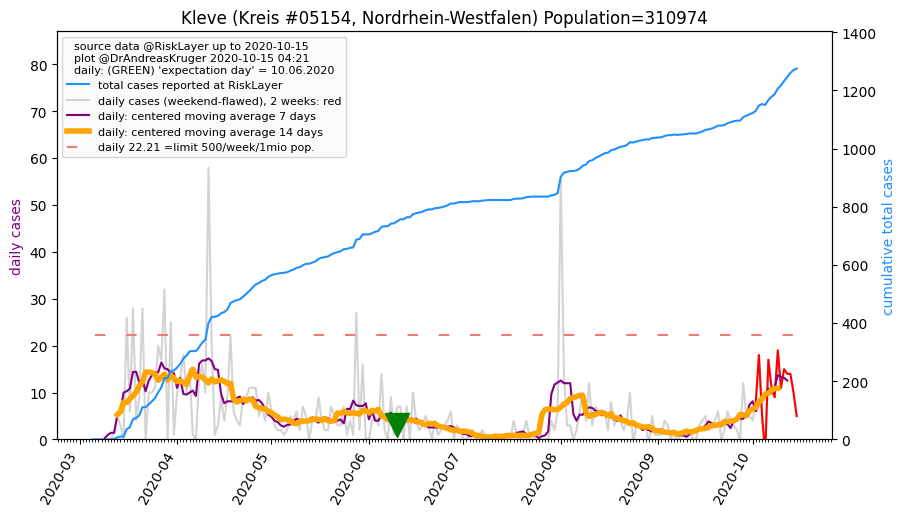 Kleve (Kreis #05154, Nordrhein-Westfalen) Population=310974
source data @RiskLayer up to 2020-10-15
plot @DrAndreasKruger 2020-10-15 04:21
daily: (GREEN) 'expectation day' = 10.06.2020
total cases reported at RiskLayer
daily cases (weekend-flawed), 2 weeks: red
daily: centered moving average 7 days
daily: centered moving average 14 days
daily 22.21 =limit 500/week/1mio pop.
daily cases
80
70
60
50
40
30
20
10
0
cumulative total cases
1400
1200
1000
800
600
400
200
0
2020-03
2020-04
2020-05
2020-06
2020-07
2020-08
2020-09
2020-10